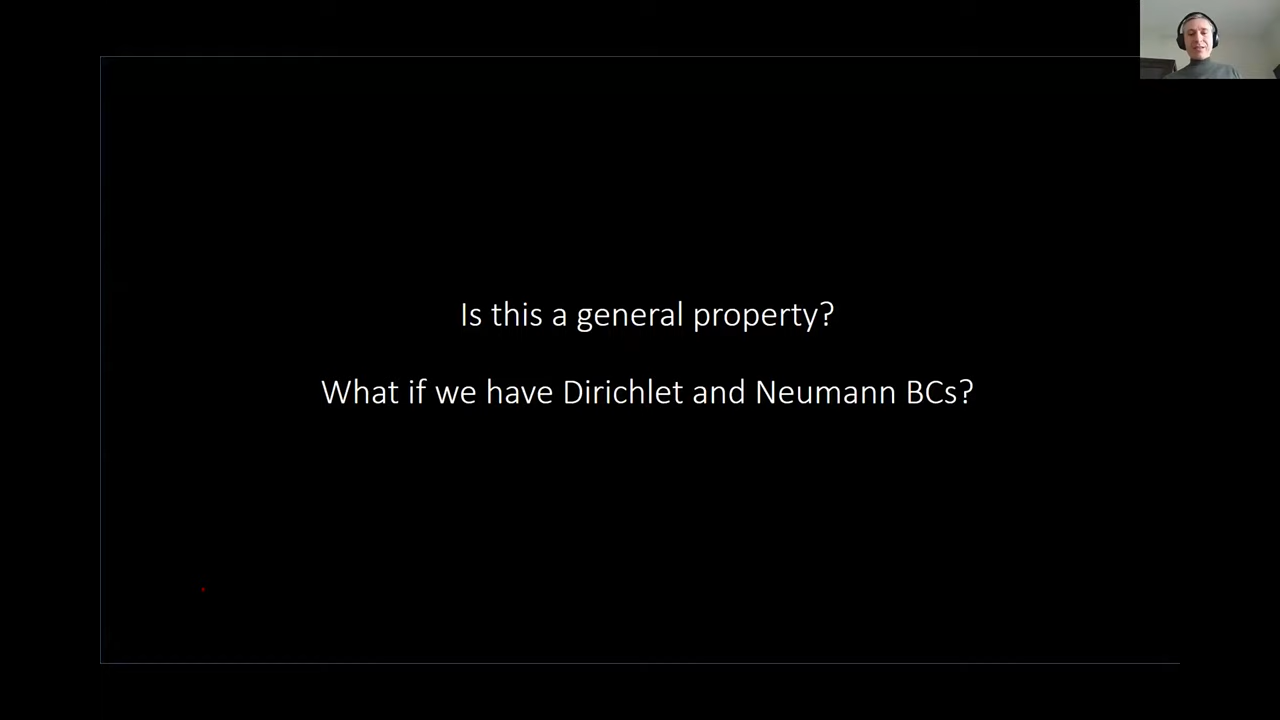 Is this a general property?
What if we have Dirichlet and Neumann BCs?